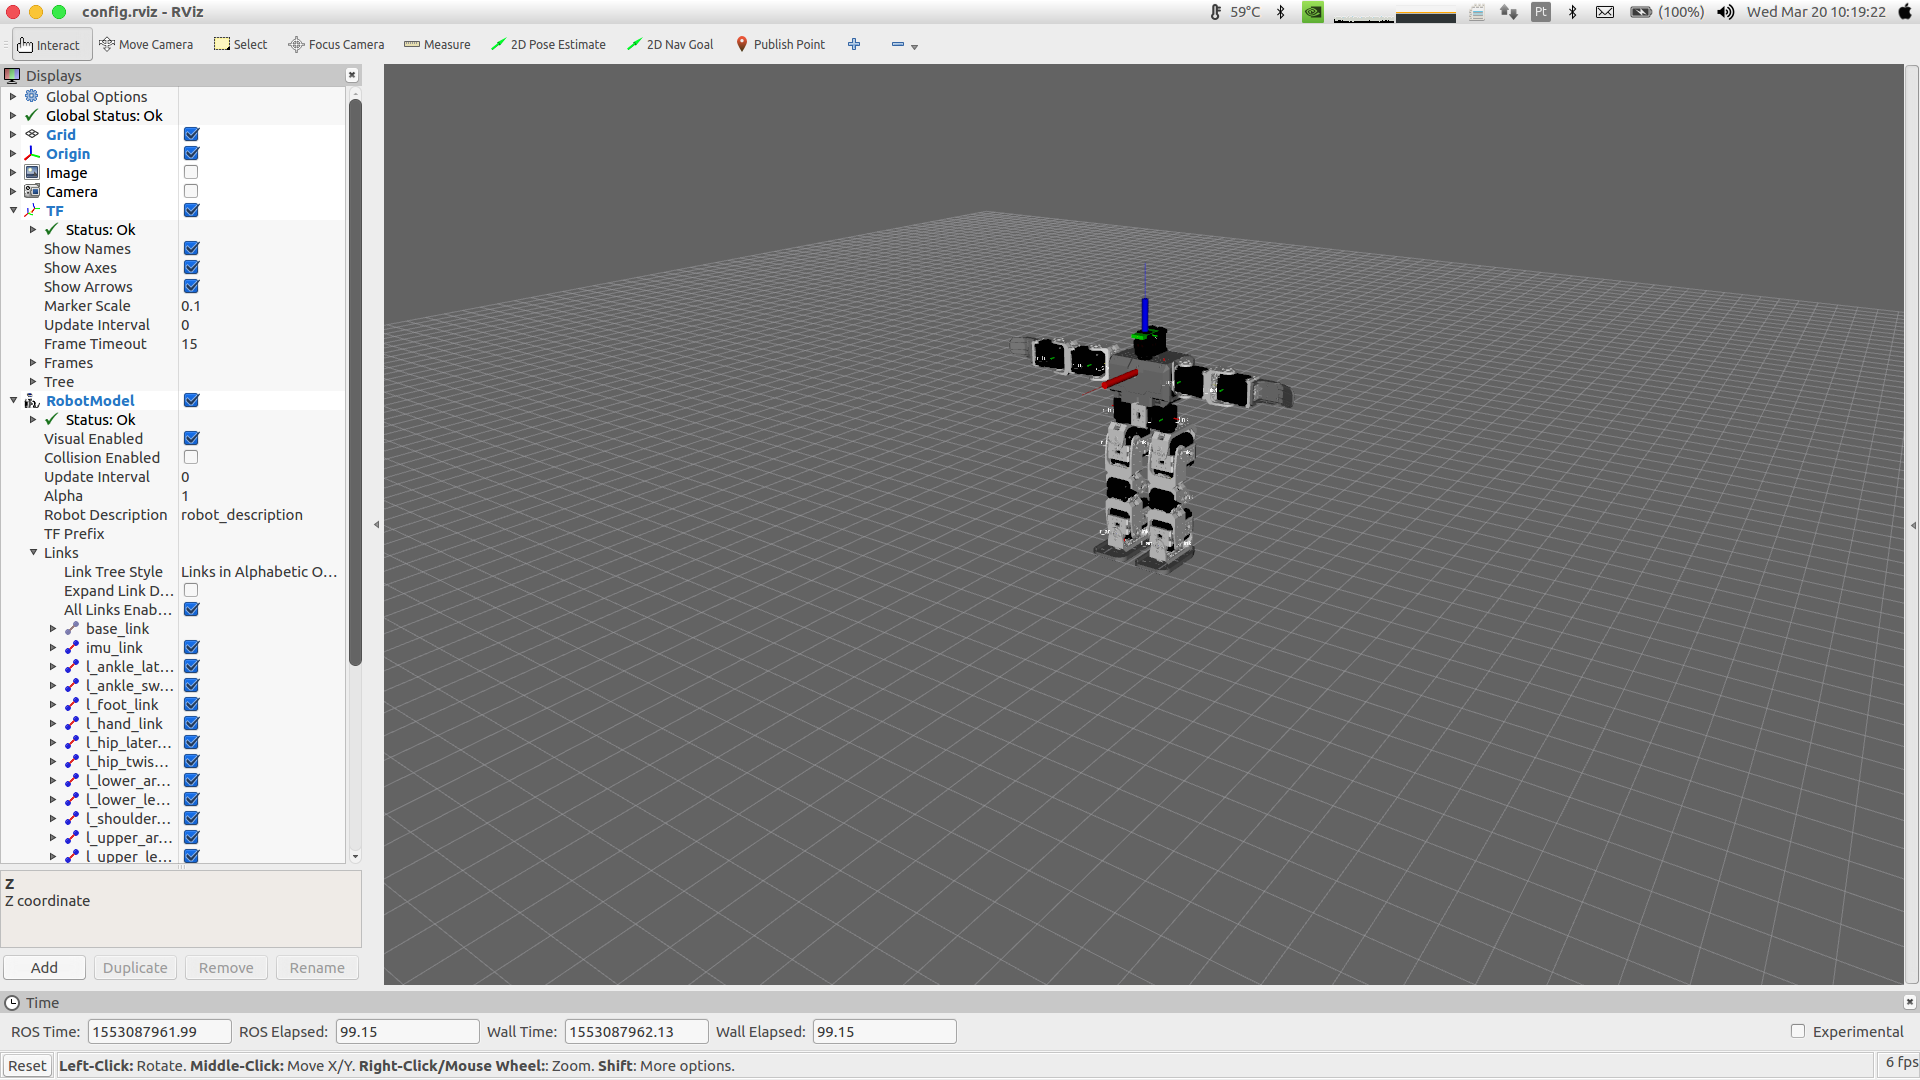 config.rviz - RViz
59°C
Pt
(100%)
Wed Mar 20 10:19:22
Interact
Move Camera
Select
Focus Camera
Measure
2D Pose Estimate
2D Nav Goal
Publish Point
Displays
Global Options
Global Status: Ok
Grid
Origin
Image
Camera
TF
Status: Ok
Show Names
Show Axes
Show Arrows
Marker Scale 0.1
Update Interval 0
Frame Timeout 15
Frames
Tree
RobotModel
Status: Ok
Visual Enabled
Collision Enabled
Update Interval 0
Alpha 1
Robot Description robot_description
TF Prefix
Links
Link Tree Style Links in Alphabetic O...
Expand Link D...
All Links Enab...
base_link
imu_link
l_ankle_lat...
l_ankle_sw...
l_foot_link
l_hand_link
l_hip_later...
l_hip_twis...
l_lower_ar...
l_lower_le...
l_shoulder...
l_upper_ar...
l_upper_le...
Z
Z coordinate
Add Duplicate Remove Rename
Time
ROS Time: 1553087961.99 ROS Elapsed: 99.15 Wall Time: 1553087962.13 Wall Elapsed: 99.15 Experimental
Reset Left-Click: Rotate. Middle-Click: Move X/Y. Right-Click/Mouse Wheel:: Zoom. Shift: More options. 6 fps